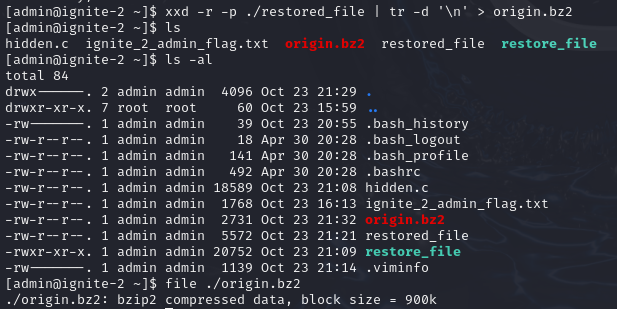 [admin@ignite-2 ~]$ xxd -r -p ./restored_file | tr -d '\n' > origin.bz2
[admin@ignite-2 ~]$ ls
hidden.c  ignite_2_admin_flag.txt  origin.bz2  restored_file  restore_file
[admin@ignite-2 ~]$ ls -al
total 84
drwx------. 2 admin admin  4096 Oct 23 21:29 .
drwxr-xr-x. 7 root  root     60 Oct 23 15:59 ..
-rw-------. 1 admin admin    39 Oct 23 20:55 .bash_history
-rw-r--r--. 1 admin admin    18 Apr 30 20:28 .bash_logout
-rw-r--r--. 1 admin admin   141 Apr 30 20:28 .bash_profile
-rw-r--r--. 1 admin admin   492 Apr 30 20:28 .bashrc
-rw-r--r--. 1 admin admin 18589 Oct 23 21:08 hidden.c
-rw-r--r--. 1 admin admin  1768 Oct 23 16:13 ignite_2_admin_flag.txt
-rw-r--r--. 1 admin admin  2731 Oct 23 21:32 origin.bz2
-rw-r--r--. 1 admin admin  5572 Oct 23 21:21 restored_file
-rwxr-xr-x. 1 admin admin 20752 Oct 23 21:09 restore_file
-rw-------. 1 admin admin  1139 Oct 23 21:14 .viminfo
[admin@ignite-2 ~]$ file ./origin.bz2
./origin.bz2: bzip2 compressed data, block size = 900k